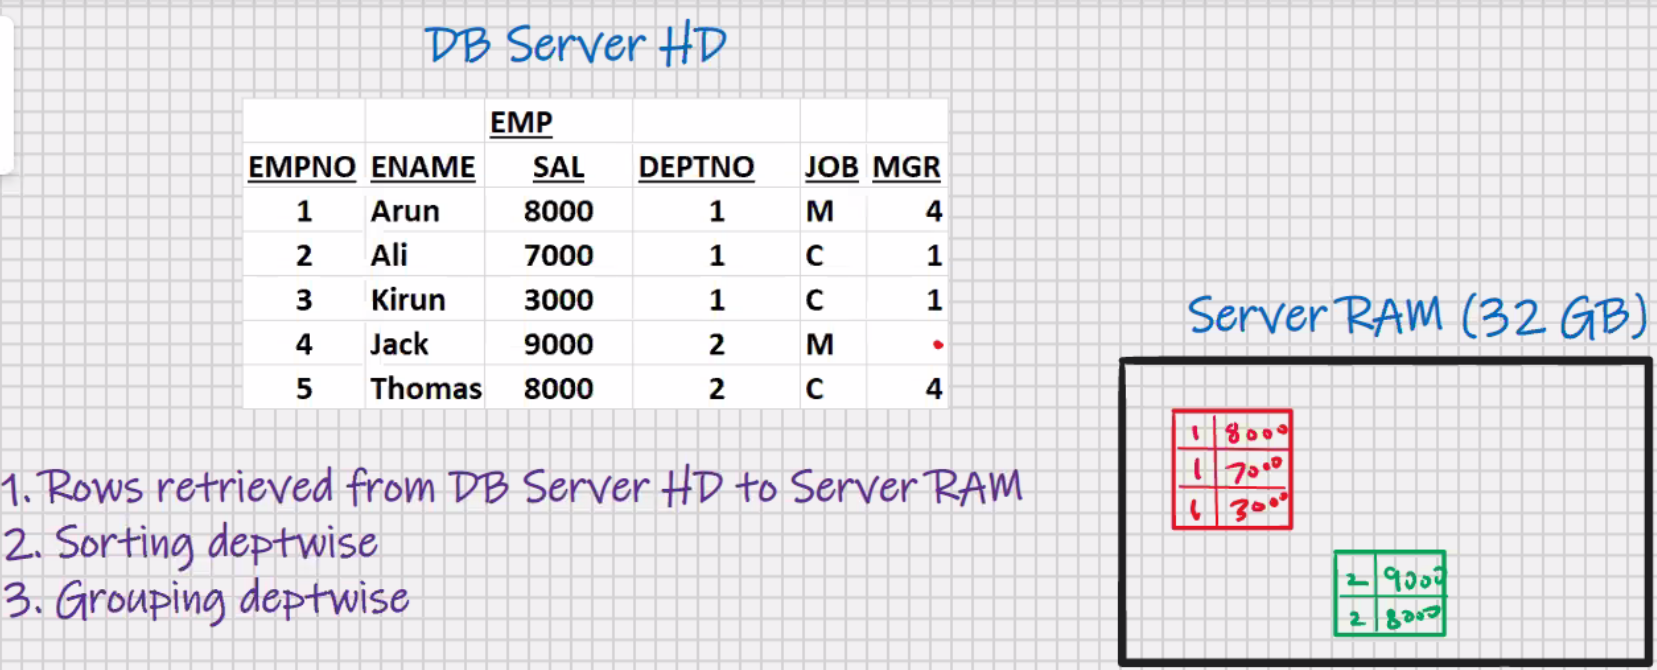 DB Server HD
EMP
EMPNO ENAME SAL DEPTNO JOB MGR
1 Arun 8000 1 M 4
2 Ali 7000 1 C 1
3 Kirun 3000 1 C 1
4 Jack 9000 2 M
5 Thomas 8000 2 C 4
Server RAM (32 GB)
1 8000
1 7000
1 3000
2 9000
2 8000
1. Rows retrieved from DB Server HD to Server RAM
2. Sorting deptwise
3. Grouping deptwise